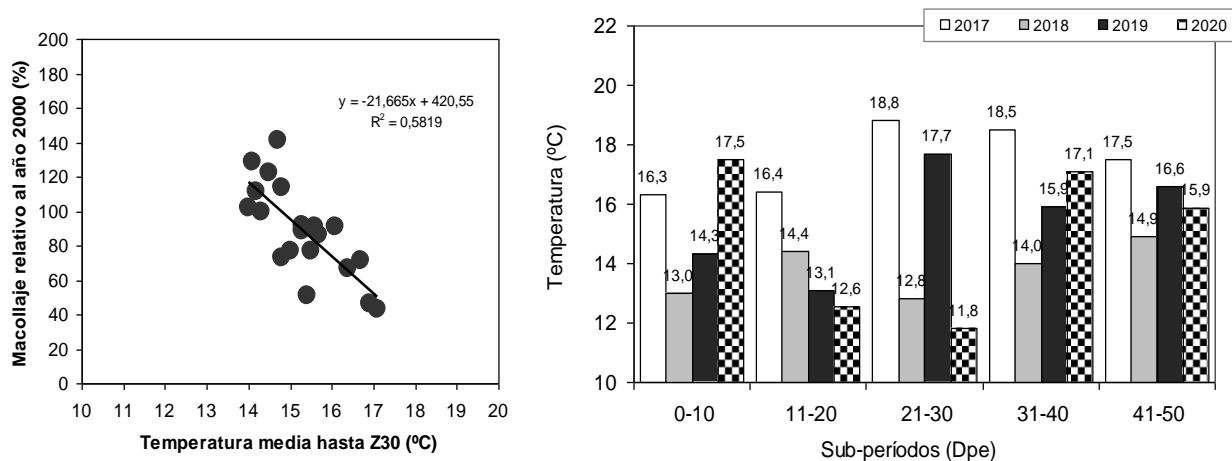 Macollaje relativo al año 2000 (%)
200
180
160
140
120
100
80
60
40
20
0
y = -21,665x + 420,55
R² = 0,5819
10 11 12 13 14 15 16 17 18 19 20
Temperatura media hasta Z30 (ºC)
2017 2018 2019 2020
Temperatura (ºC)
22
20
18
16
14
12
10
16,3 13,0 14,3 17,5
16,4 14,4 13,1 12,6
18,8 12,8 17,7 11,8
18,5 14,0 15,9 17,1
17,5 14,9 16,6 15,9
0-10 11-20 21-30 31-40 41-50
Sub-períodos (Dpe)